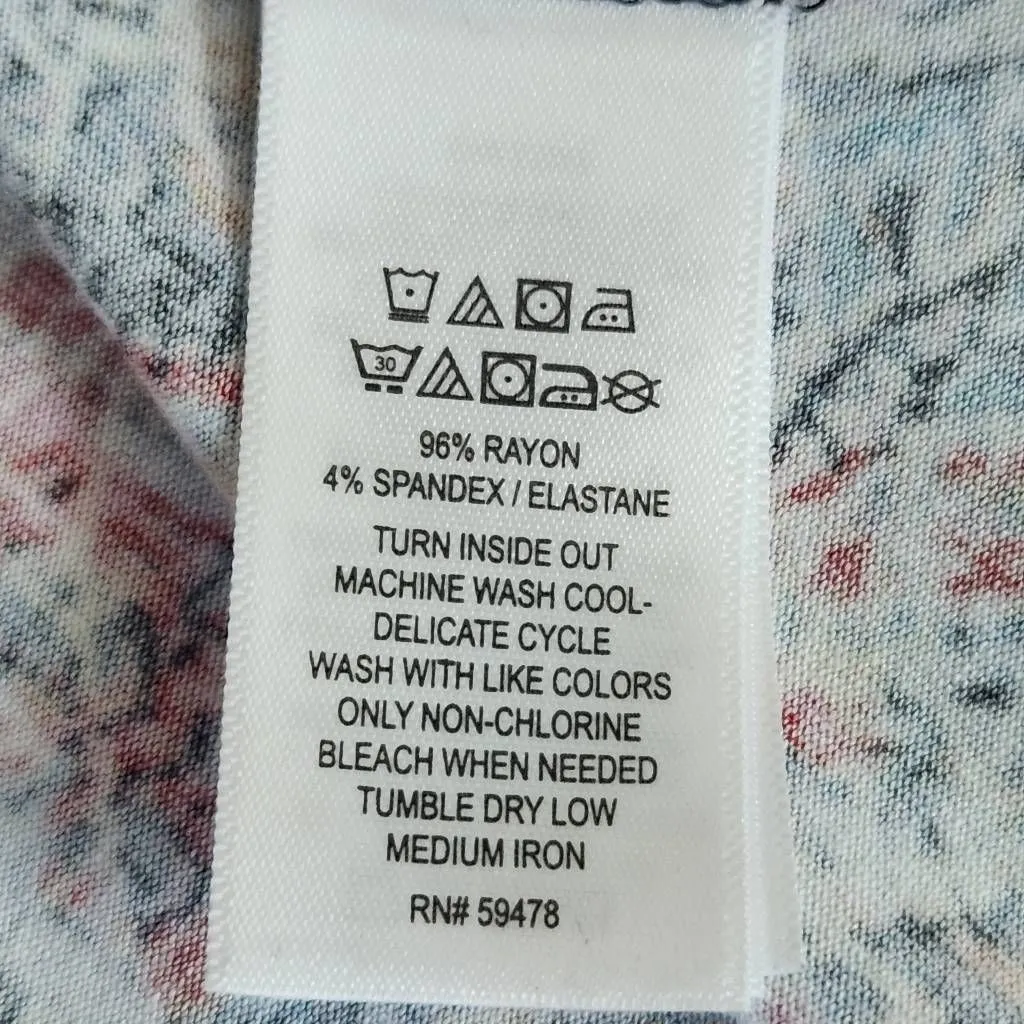 30
96% RAYON
4% SPANDEX / ELASTANE
TURN INSIDE OUT
MACHINE WASH COOL-
DELICATE CYCLE
WASH WITH LIKE COLORS
ONLY NON-CHLORINE
BLEACH WHEN NEEDED
TUMBLE DRY LOW
MEDIUM IRON
RN# 59478